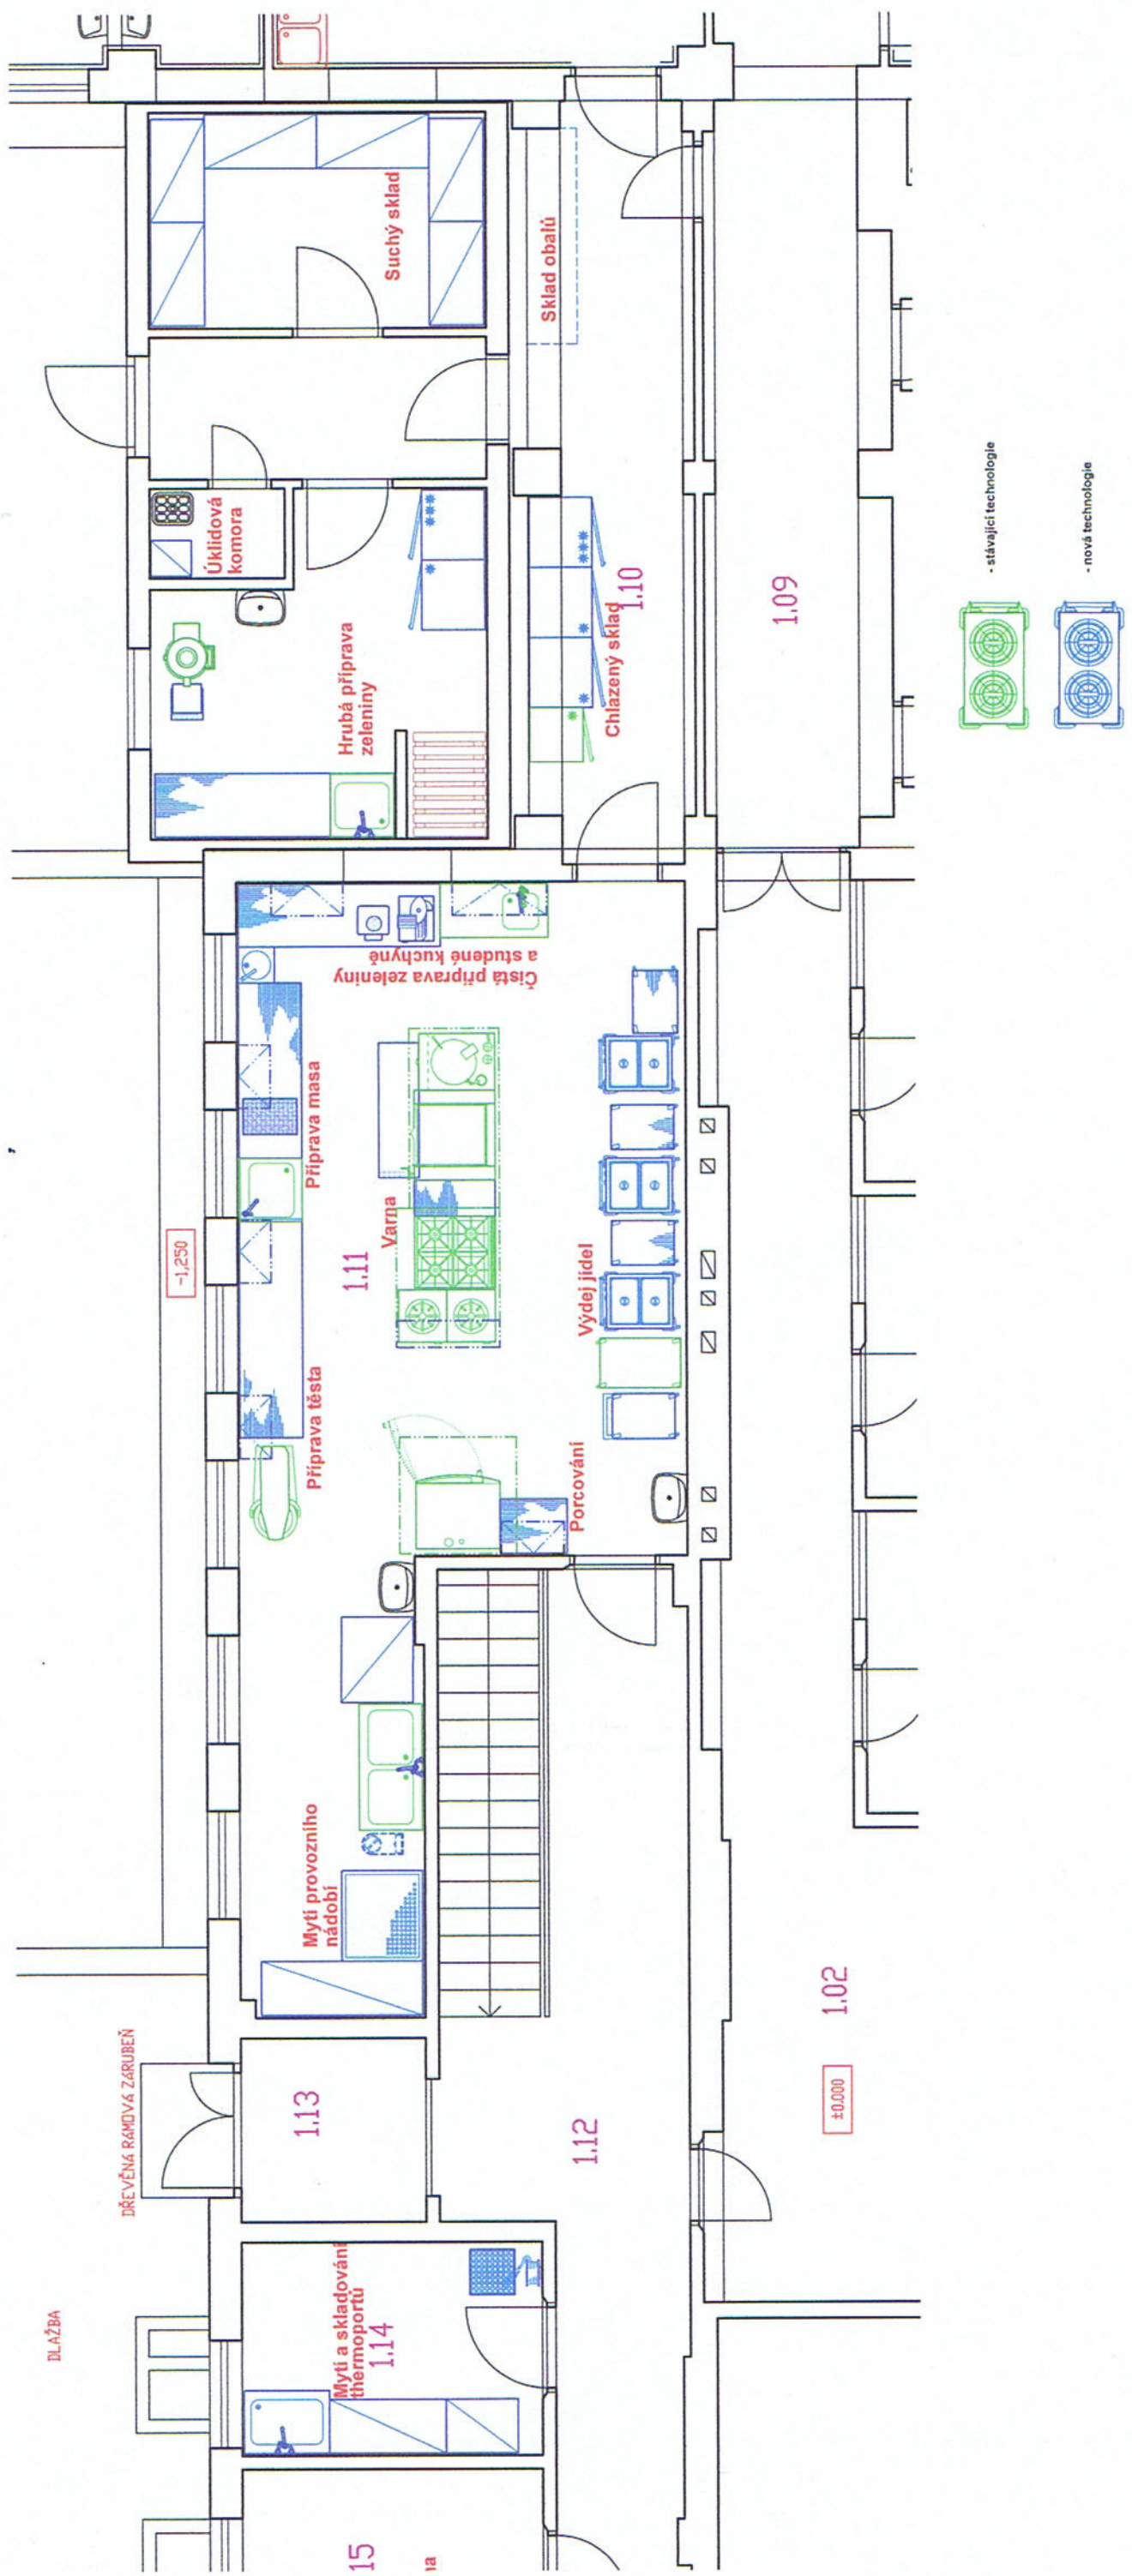 Suchý sklad
Sklad obalů
Úklidová
komora
Hrubá příprava
zeleniny
Chlazený sklad
1.10
1.09
- stávající technologie
- nová technologie
Čistá příprava zeleniny
a studené kuchyně
Příprava masa
-1,250
1.11
Varna
Výdej jídel
Příprava těsta
Porcování
Mytí provozního
nádobí
1.02
±0.000
DŘEVĚNÁ RÁMOVÁ ZÁRUBEŇ
1.13
1.12
DLAŽBA
Mytí a skladování
thermoportů
1.14
15
na